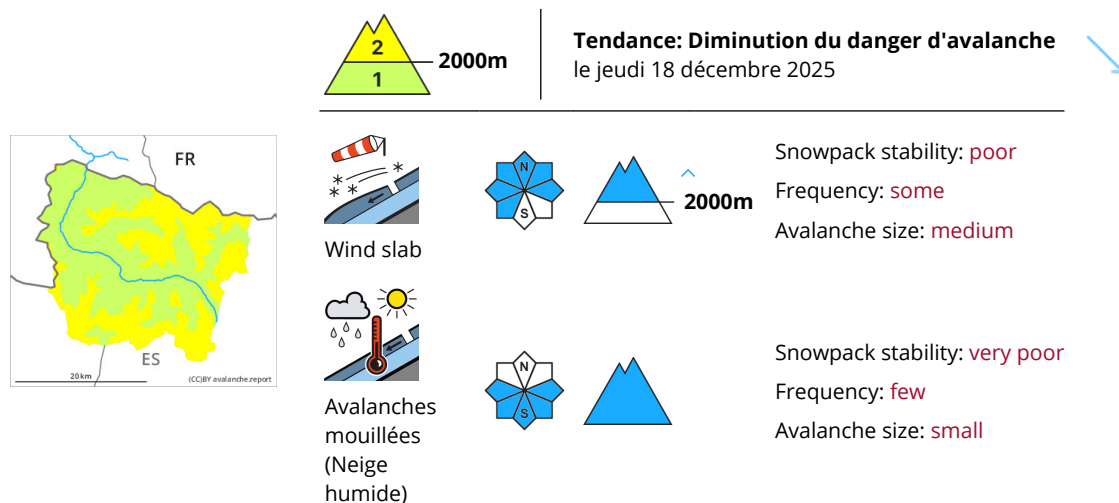 2
1
2000m
Tendance: Diminution du danger d'avalanche
le jeudi 18 décembre 2025
FR
ES
20 km
(CC)BY avalanche.report
Wind slab
N
S
2000m
Snowpack stability: poor
Frequency: some
Avalanche size: medium
Avalanches
mouillées
(Neige
humide)
N
S
Snowpack stability: very poor
Frequency: few
Avalanche size: small